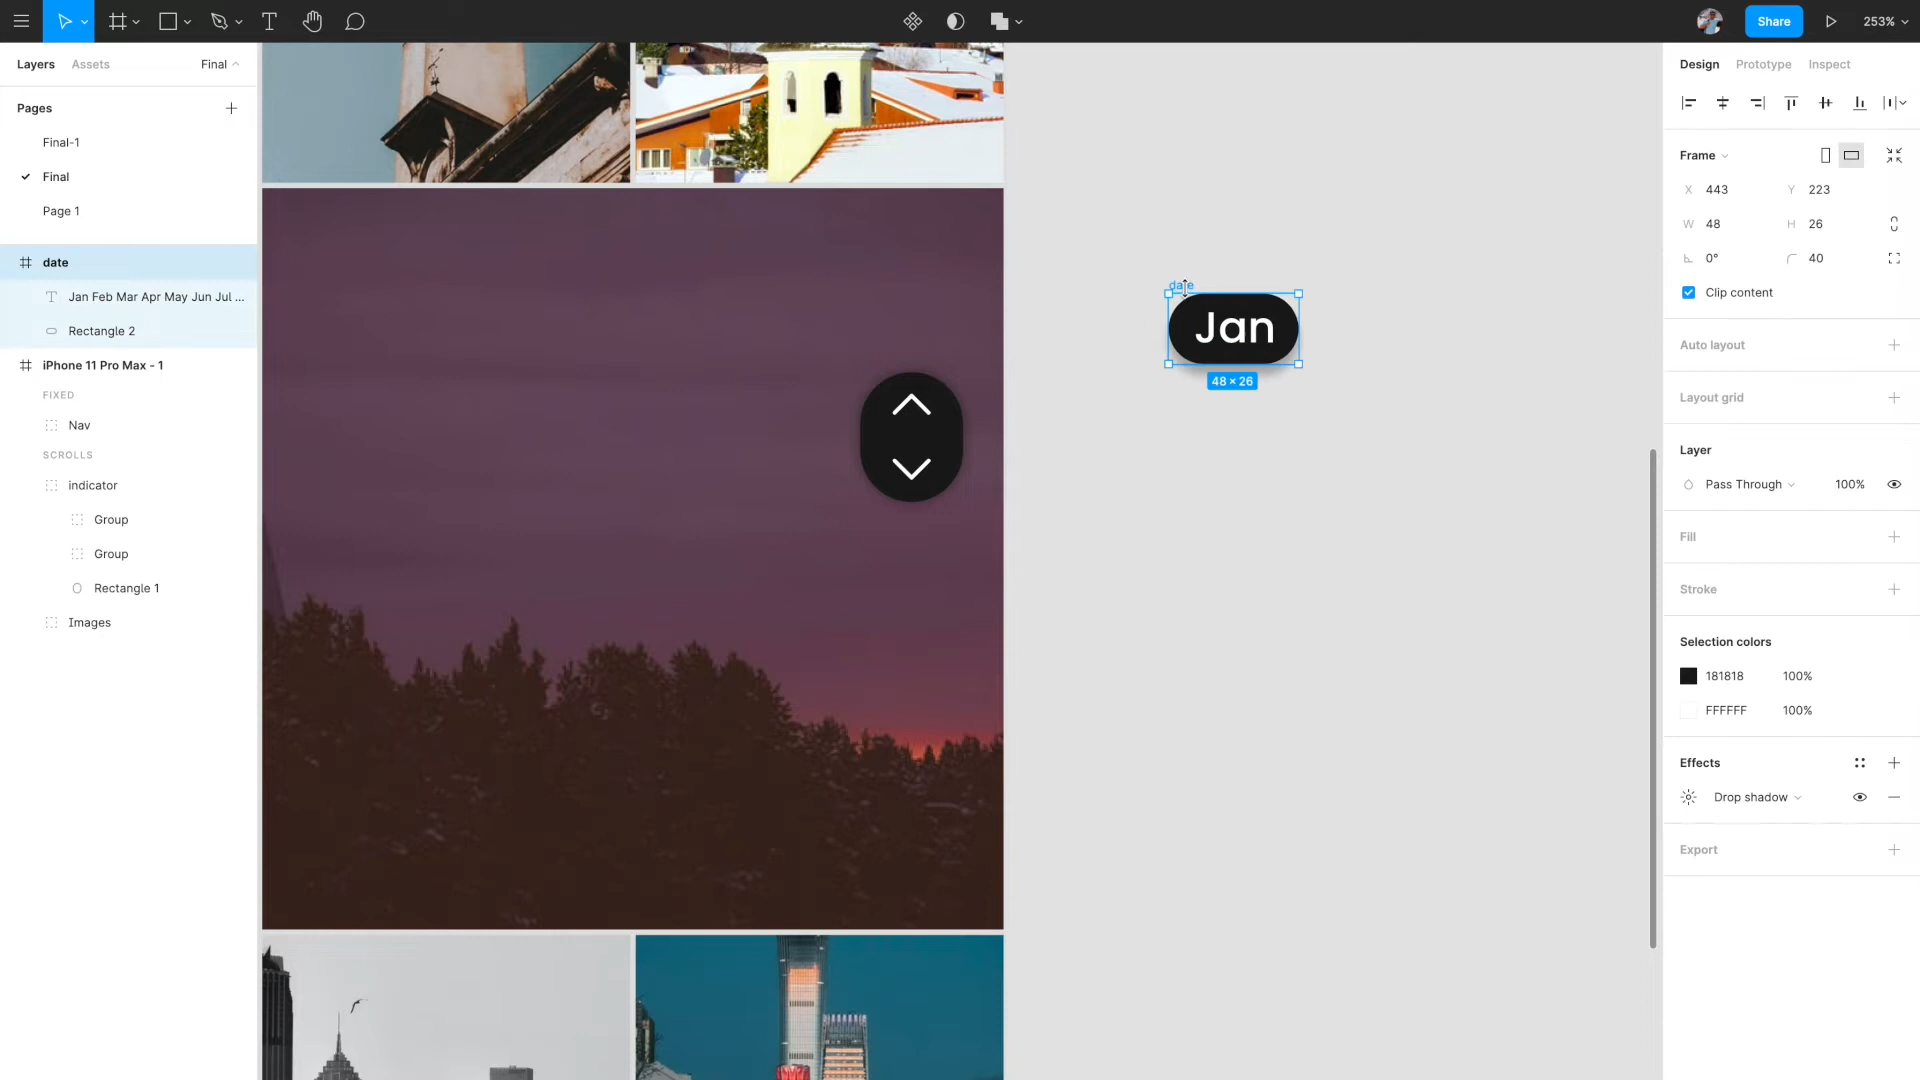 Share
253%
Layers
Assets
Final
Pages
Final-1
Final
Page 1
date
Jan Feb Mar Apr May Jun Jul ...
Rectangle 2
iPhone 11 Pro Max - 1
FIXED
Nav
SCROLLS
indicator
Group
Group
Rectangle 1
Images
date
Jan
48 × 26
Design
Prototype
Inspect
Frame
X 443
Y 223
W 48
H 26
0°
40
Clip content
Auto layout
Layout grid
Layer
Pass Through
100%
Fill
Stroke
Selection colors
181818
100%
FFFFFF
100%
Effects
Drop shadow
Export